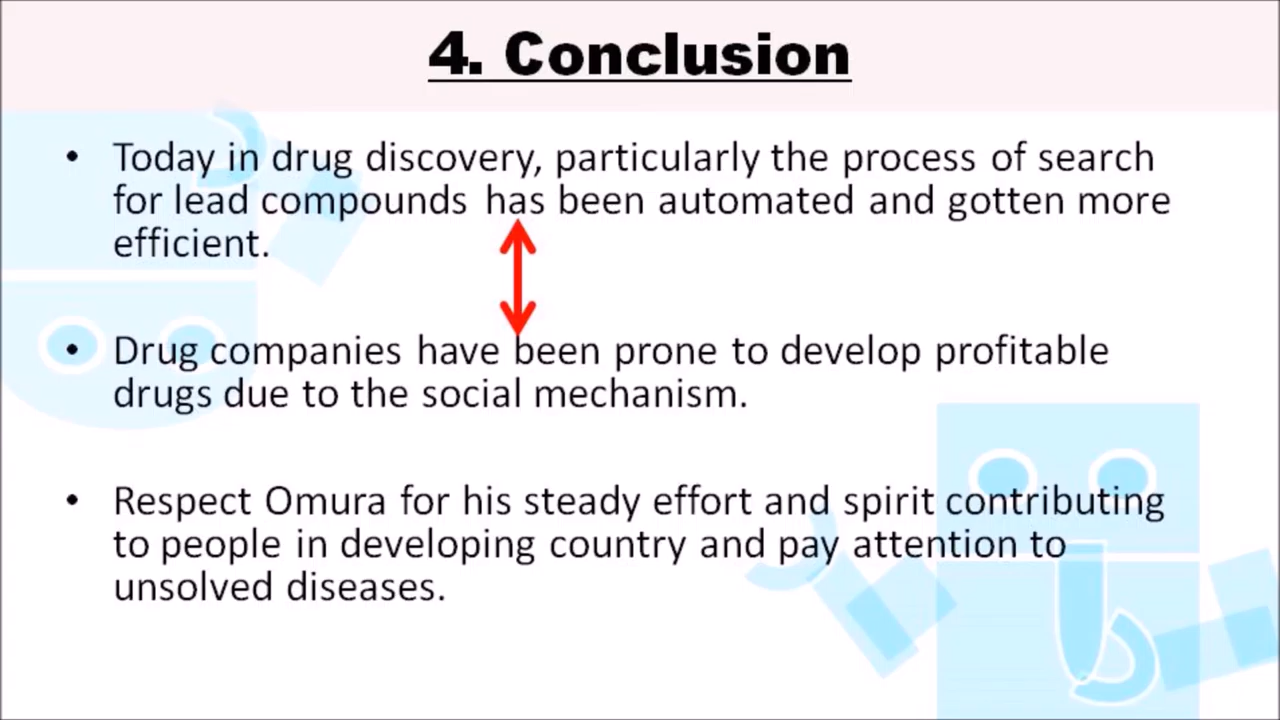 4. Conclusion
• Today in drug discovery, particularly the process of search
for lead compounds has been automated and gotten more
efficient.
• Drug companies have been prone to develop profitable
drugs due to the social mechanism.
• Respect Omura for his steady effort and spirit contributing
to people in developing country and pay attention to
unsolved diseases.